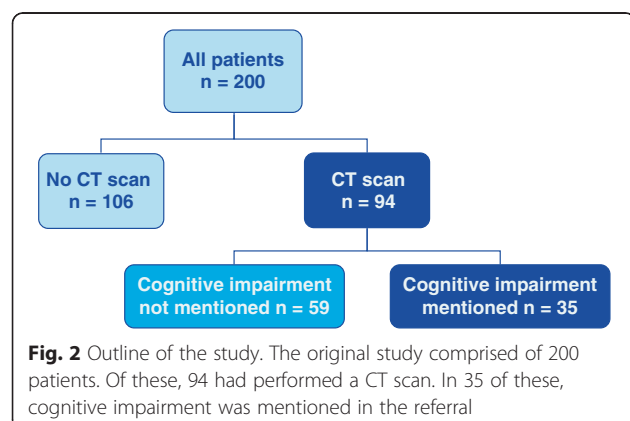 All patients
n = 200
No CT scan
n = 106
CT scan
n = 94
Cognitive impairment
not mentioned n = 59
Cognitive impairment
mentioned n = 35
Fig. 2 Outline of the study. The original study comprised of 200
patients. Of these, 94 had performed a CT scan. In 35 of these,
cognitive impairment was mentioned in the referral